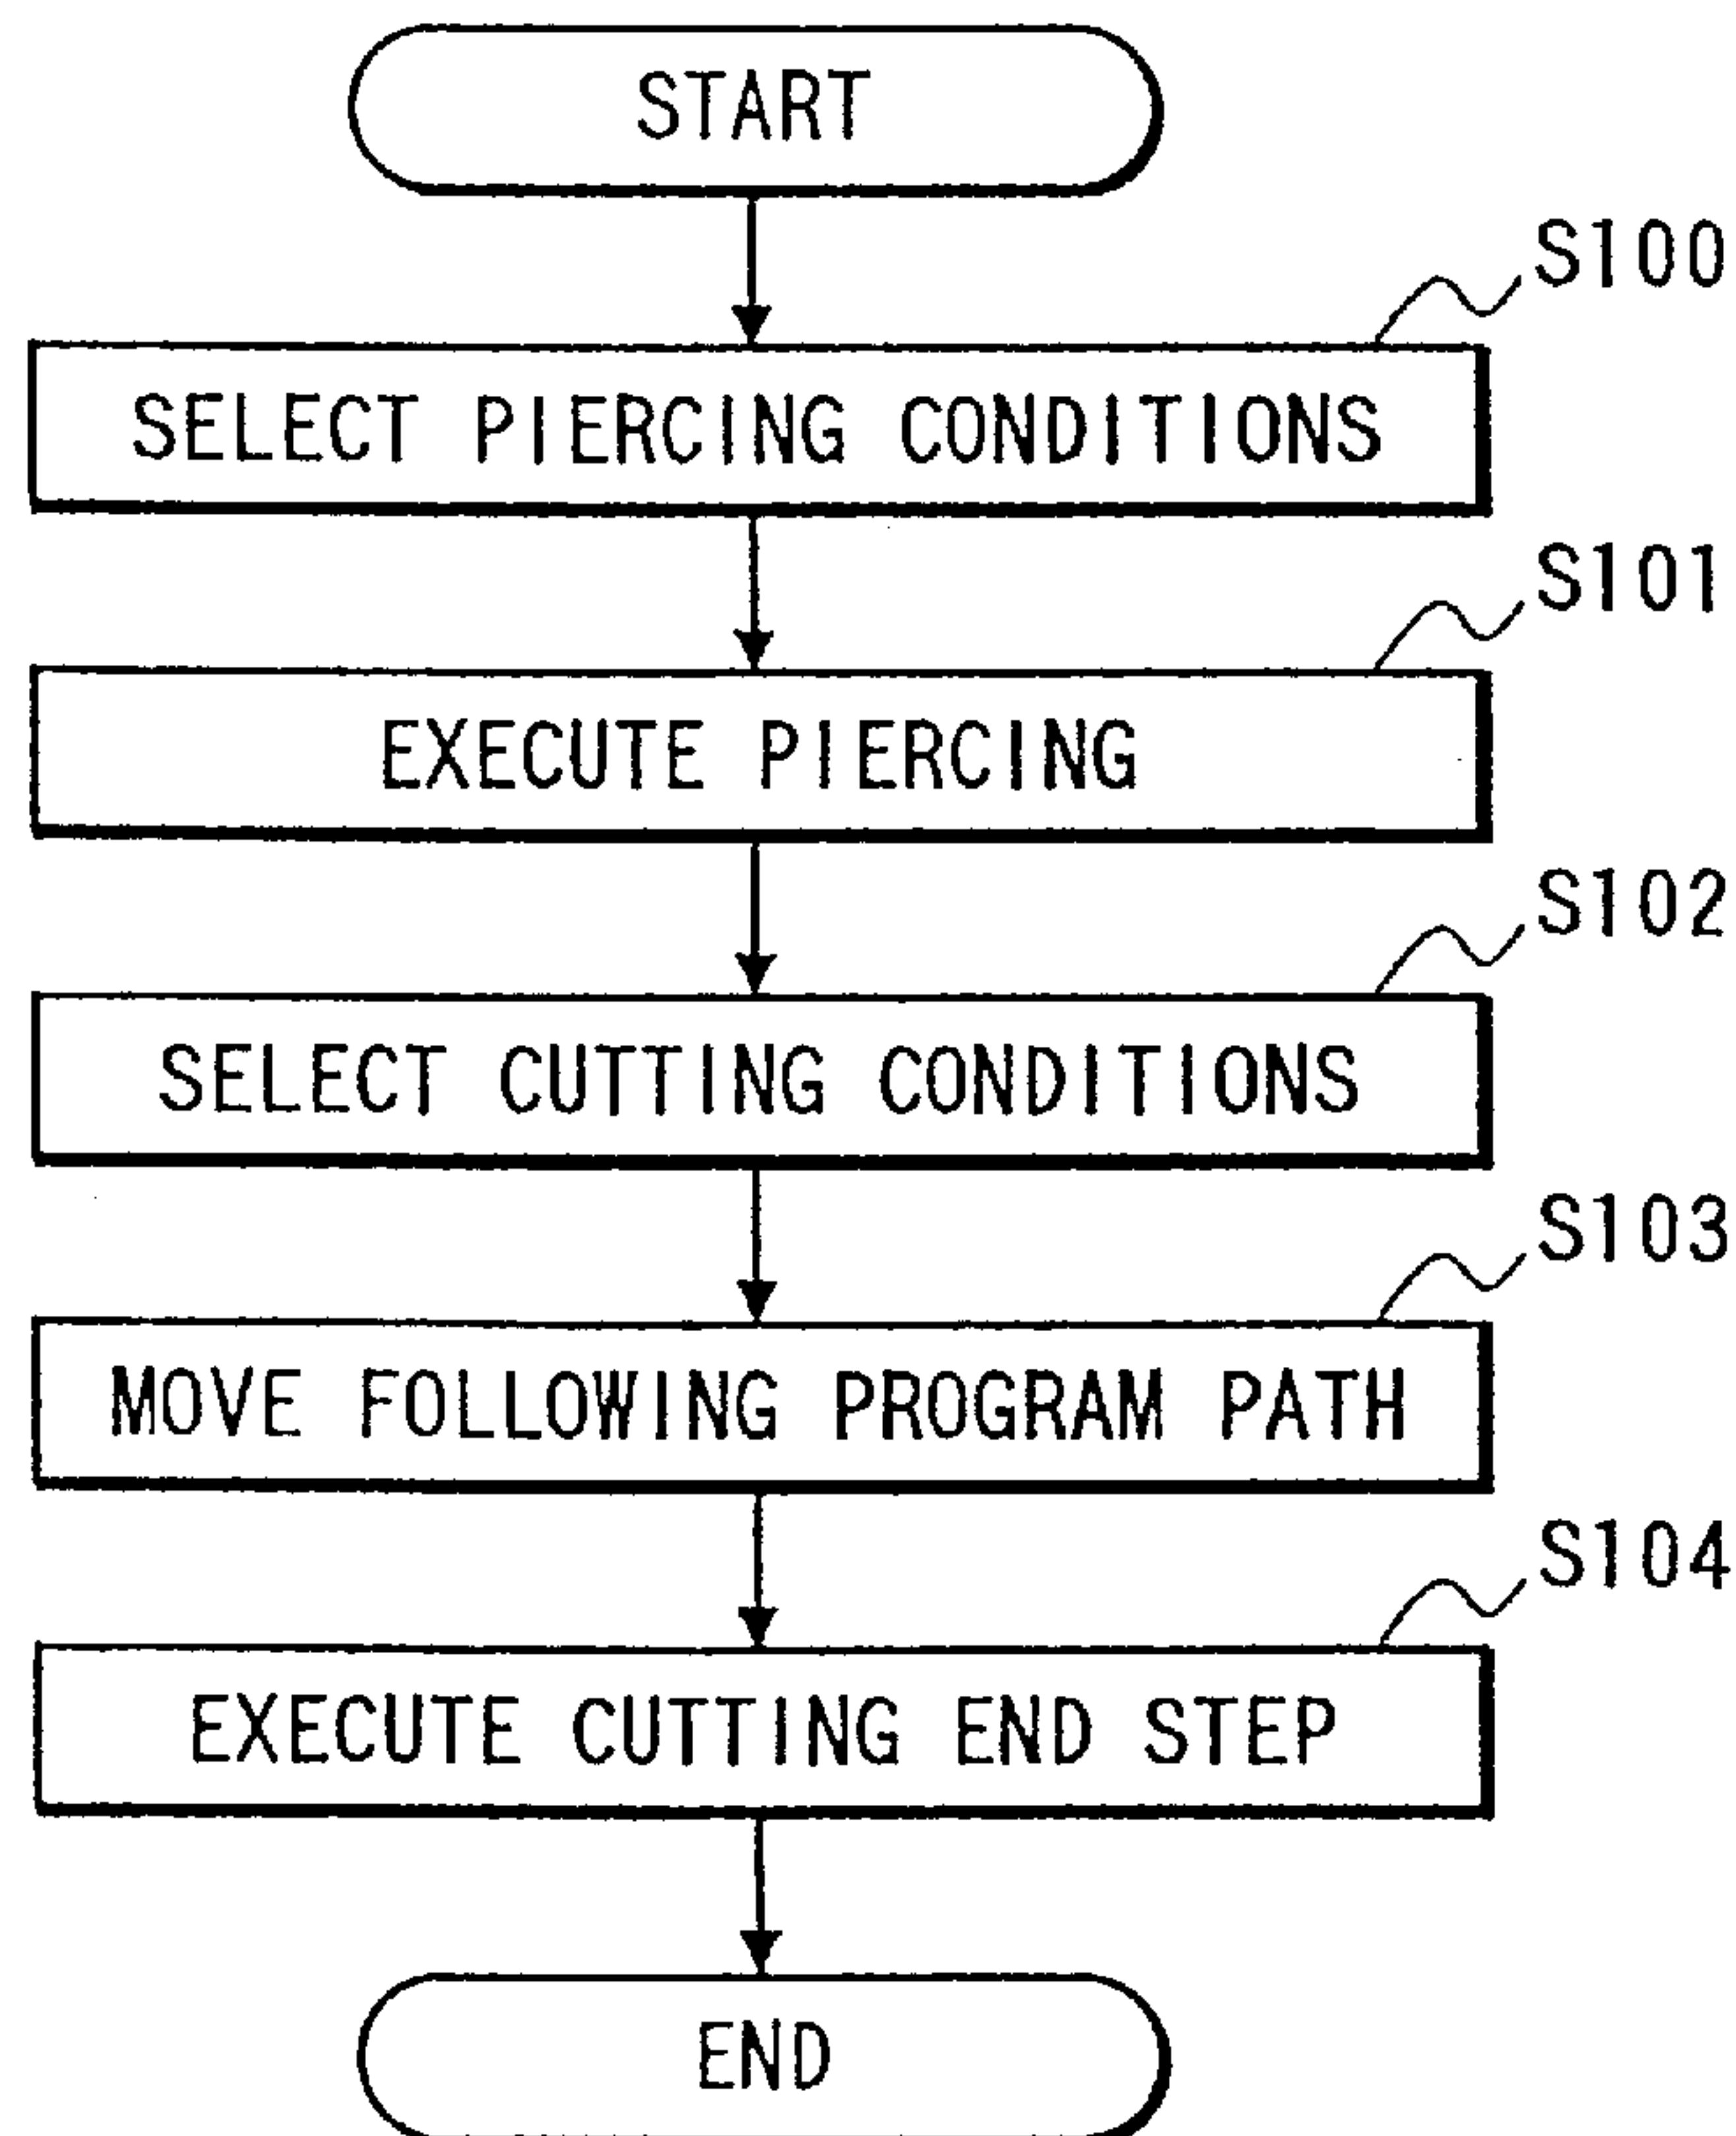 START
S100
SELECT PIERCING CONDITIONS
S101
EXECUTE PIERCING
S102
SELECT CUTTING CONDITIONS
S103
MOVE FOLLOWING PROGRAM PATH
S104
EXECUTE CUTTING END STEP
END